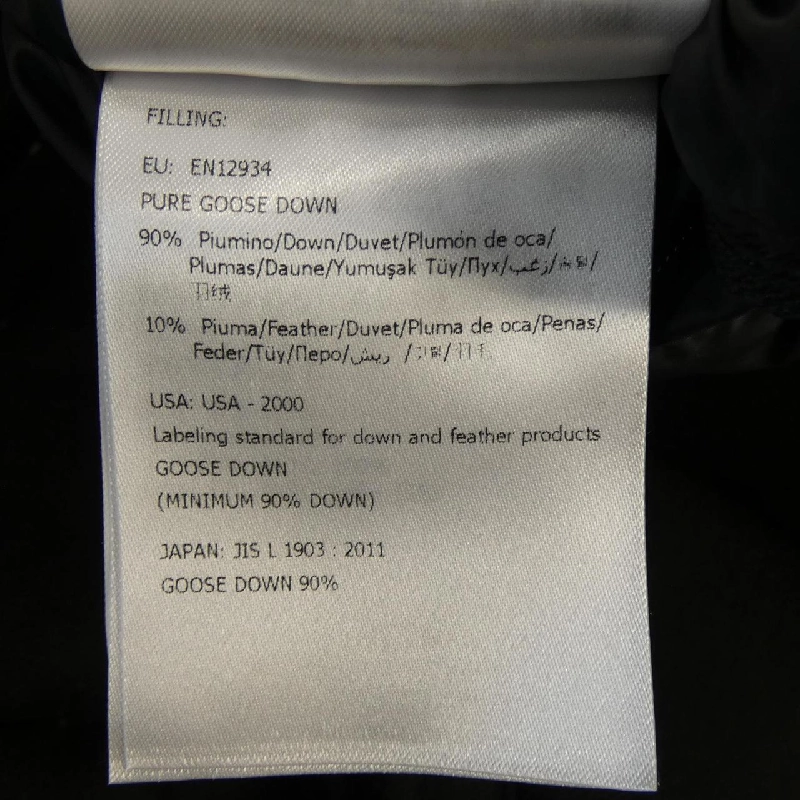 FILLING:
EU: EN12934
PURE GOOSE DOWN
90% Piumino/Down/Duvet/Plumón de oca/
Plumas/Daune/Yumuşak Tüy/Пух/زغب/
羽绒
10% Piuma/Feather/Duvet/Pluma de oca/Penas/
Feder/Tüy/Перо/ريش /
USA: USA - 2000
Labeling standard for down and feather products
GOOSE DOWN
(MINIMUM 90% DOWN)
JAPAN: JIS L 1903 : 2011
GOOSE DOWN 90%